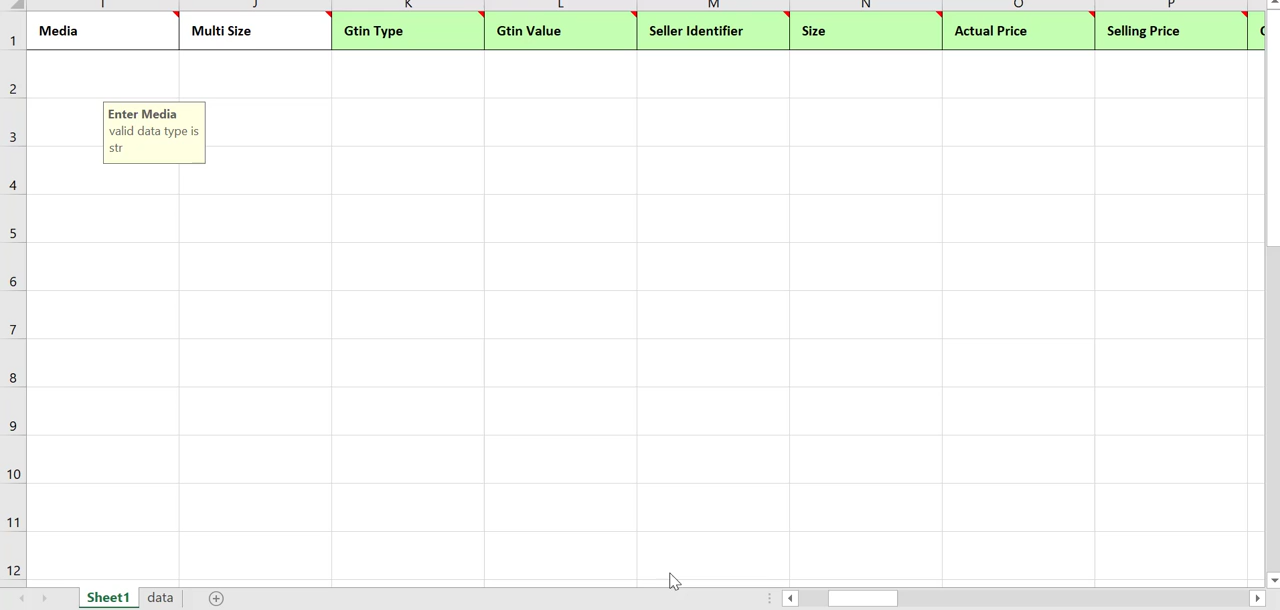 I J K L M N O P
1 Media Multi Size Gtin Type Gtin Value Seller Identifier Size Actual Price Selling Price
2
Enter Media
valid data type is
3
str
4
5
6
7
8
9
10
11
12
Sheet1 data